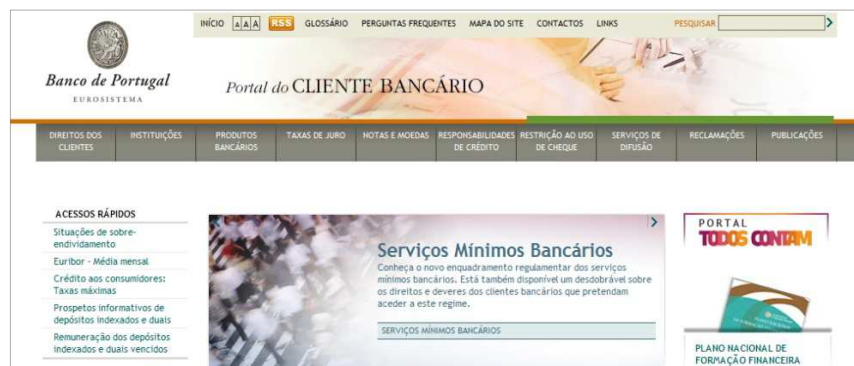 INÍCIO A A A RSS GLOSSÁRIO PERGUNTAS FREQUENTES MAPA DO SITE CONTACTOS LINKS PESQUISAR
Banco de Portugal
EUROSISTEMA
Portal do CLIENTE BANCÁRIO
DIREITOS DOS CLIENTES
INSTITUIÇÕES
PRODUTOS BANCÁRIOS
TAXAS DE JURO
NOTAS E MOEDAS
RESPONSABILIDADES DE CRÉDITO
RESTRIÇÃO AO USO DE CHEQUE
SERVIÇOS DE DIFUSÃO
RECLAMAÇÕES
PUBLICAÇÕES
ACESSOS RÁPIDOS
Situações de sobre-
endividamento
Euribor - Média mensal
Crédito aos consumidores:
Taxas máximas
Prospetos informativos de
depósitos indexados e duais
Remuneração dos depósitos
indexados e duais vencidos
Serviços Mínimos Bancários
Conheça o novo enquadramento regulamentar dos serviços
mínimos bancários. Está também disponível um desdobrável sobre
os direitos e deveres dos clientes bancários que pretendam
aceder a este regime.
SERVIÇOS MÍNIMOS BANCÁRIOS
PORTAL
TODOS CONTAM
PLANO NACIONAL DE
FORMAÇÃO FINANCEIRA